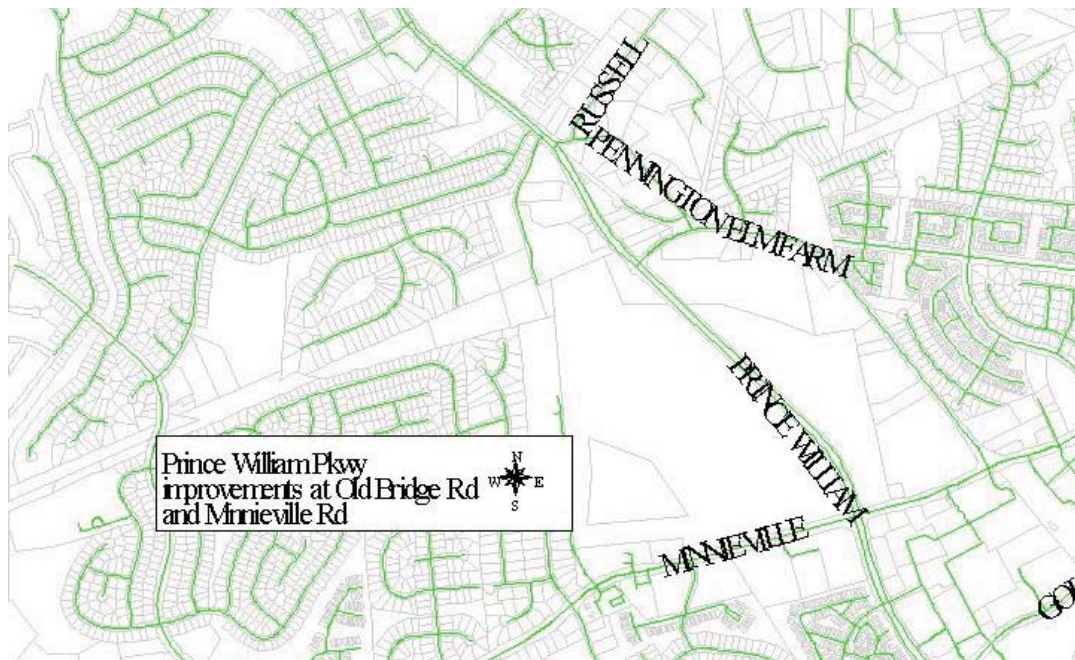 RUSSELL
PENNINGTON
ELM FARM
PRINCE WILLIAM
Prince William Pkwy
improvements at Old Bridge Rd
and Minnieville Rd
N
W E
S
MINNIEVILLE